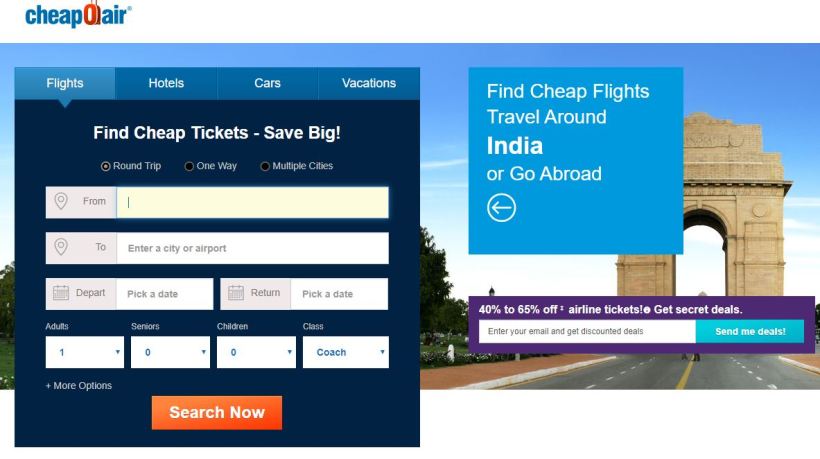 cheapOair®
Flights Hotels Cars Vacations
Find Cheap Tickets - Save Big!
Round Trip One Way Multiple Cities
From
To Enter a city or airport
Depart Pick a date Return Pick a date
Adults Seniors Children Class
1 0 0 Coach
+ More Options
Search Now
Find Cheap Flights
Travel Around
India
or Go Abroad
40% to 65% off ‡ airline tickets! Get secret deals.
Enter your email and get discounted deals Send me deals!